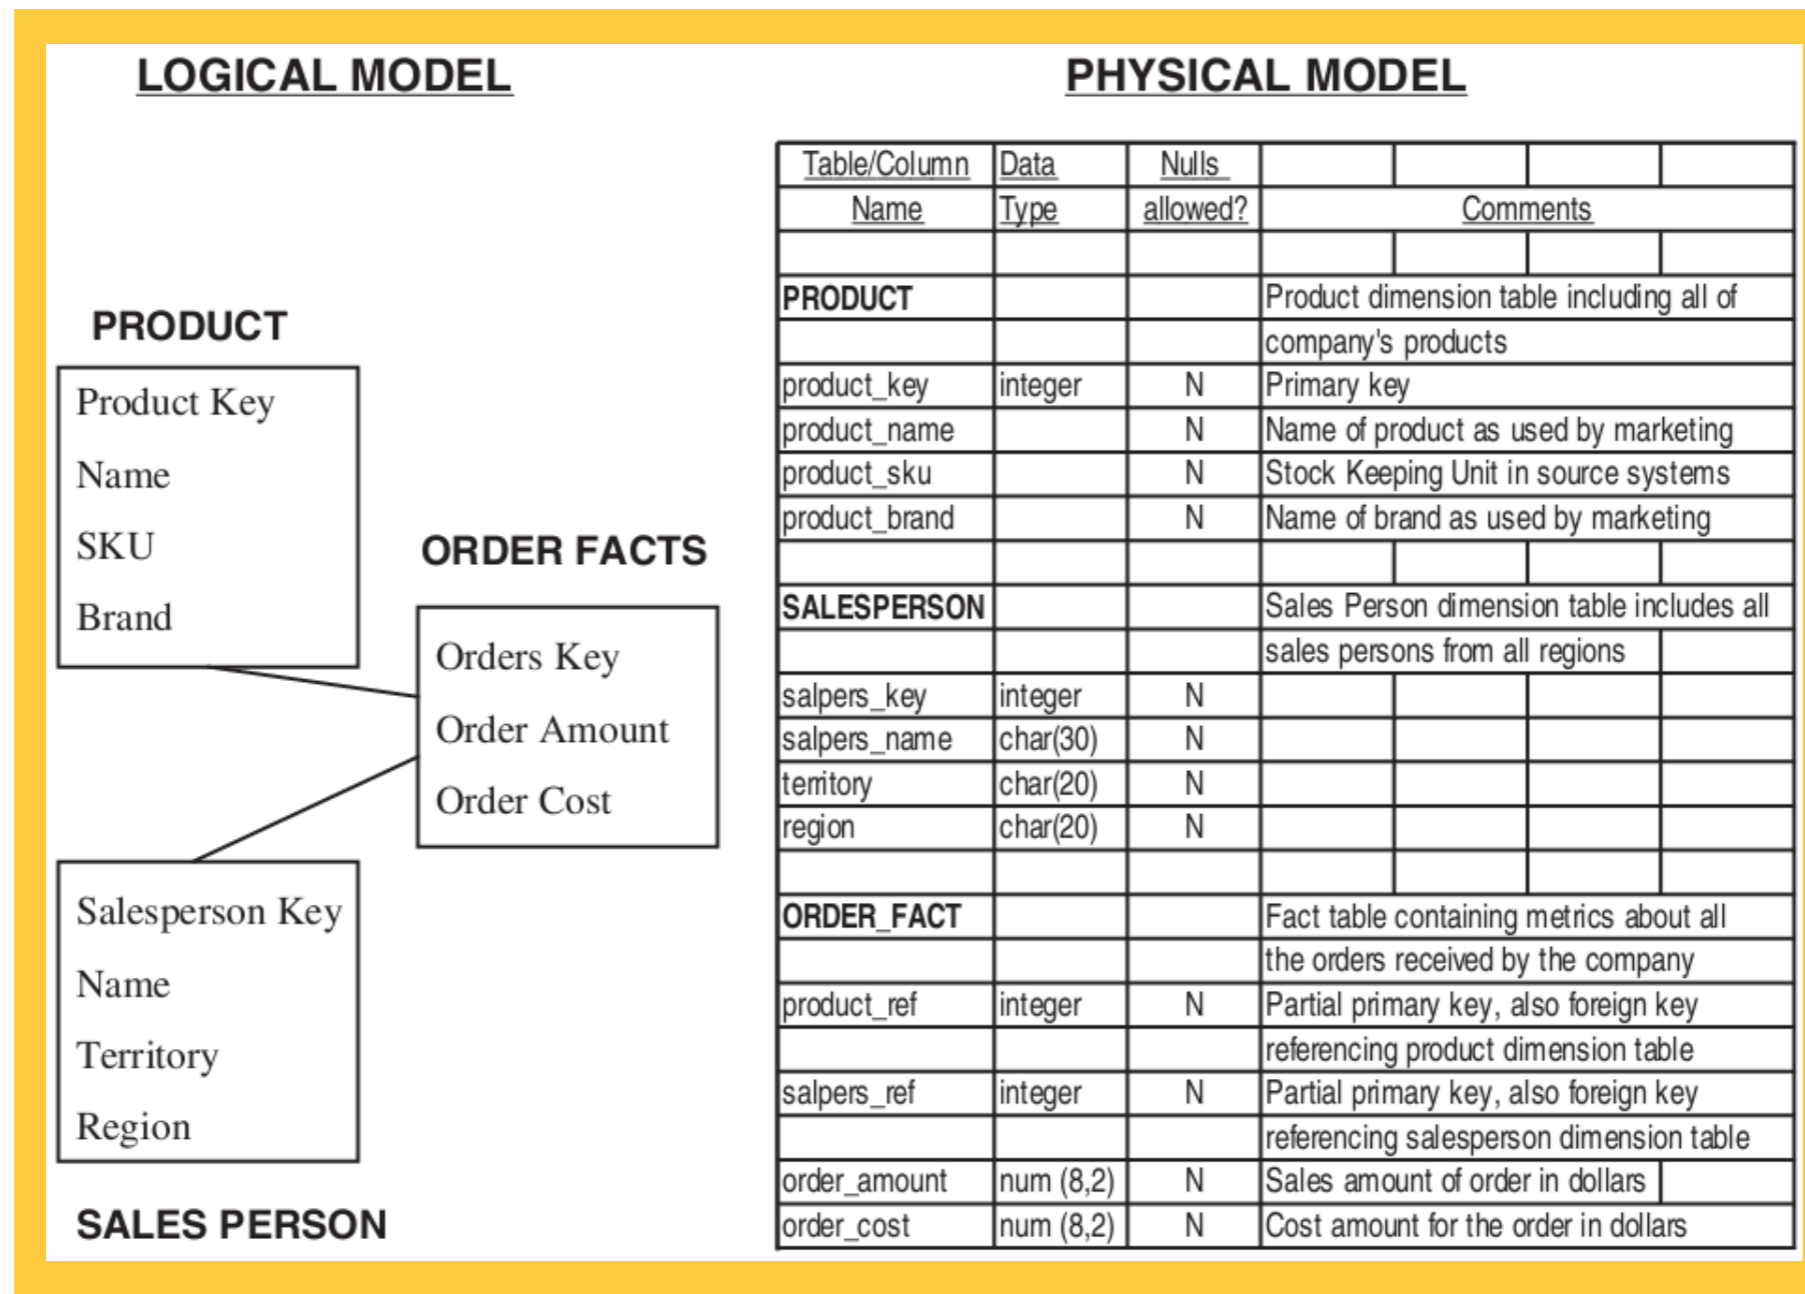 LOGICAL MODEL
PRODUCT
Product Key
Name
SKU
Brand
ORDER FACTS
Orders Key
Order Amount
Order Cost
Salesperson Key
Name
Territory
Region
SALES PERSON
PHYSICAL MODEL
Table/Column Data Nulls
Name Type allowed? Comments
PRODUCT Product dimension table including all of
company's products
product_key integer N Primary key
product_name N Name of product as used by marketing
product_sku N Stock Keeping Unit in source systems
product_brand N Name of brand as used by marketing
SALESPERSON Sales Person dimension table includes all
sales persons from all regions
salpers_key integer N
salpers_name char(30) N
territory char(20) N
region char(20) N
ORDER_FACT Fact table containing metrics about all
the orders received by the company
product_ref integer N Partial primary key, also foreign key
referencing product dimension table
salpers_ref integer N Partial primary key, also foreign key
referencing salesperson dimension table
order_amount num (8,2) N Sales amount of order in dollars
order_cost num (8,2) N Cost amount for the order in dollars